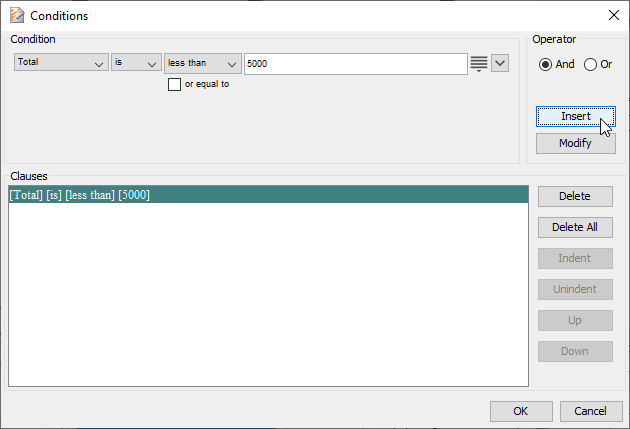 Conditions
Condition
Operator
Total is less than 5000
or equal to
And Or
Insert
Modify
Clauses
[Total] [is] [less than] [5000]
Delete
Delete All
Indent
Unindent
Up
Down
OK Cancel